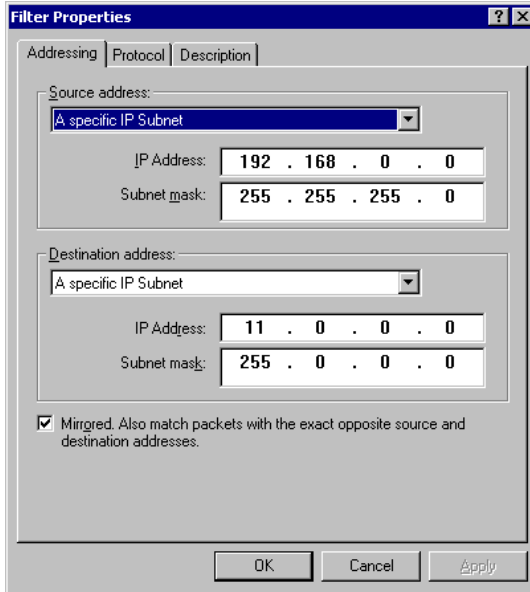 Filter Properties
Addressing Protocol Description
Source address:
A specific IP Subnet
IP Address: 192 . 168 . 0 . 0
Subnet mask: 255 . 255 . 255 . 0
Destination address:
A specific IP Subnet
IP Address: 11 . 0 . 0 . 0
Subnet mask: 255 . 0 . 0 . 0
Mirrored. Also match packets with the exact opposite source and
destination addresses.
OK Cancel Apply